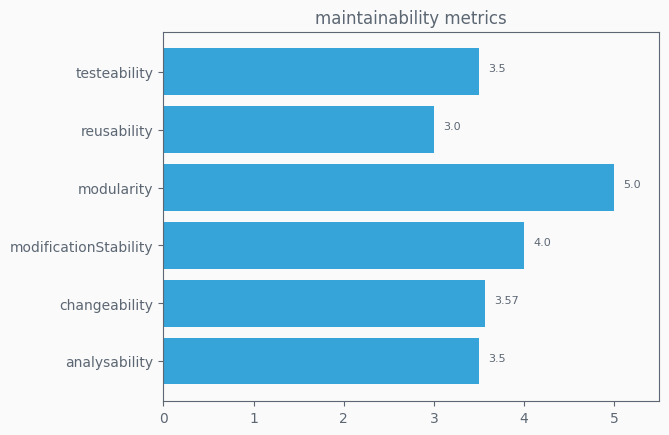 maintainability metrics
testeability 3.5
reusability 3.0
modularity 5.0
modificationStability 4.0
changeability 3.57
analysability 3.5
0 1 2 3 4 5